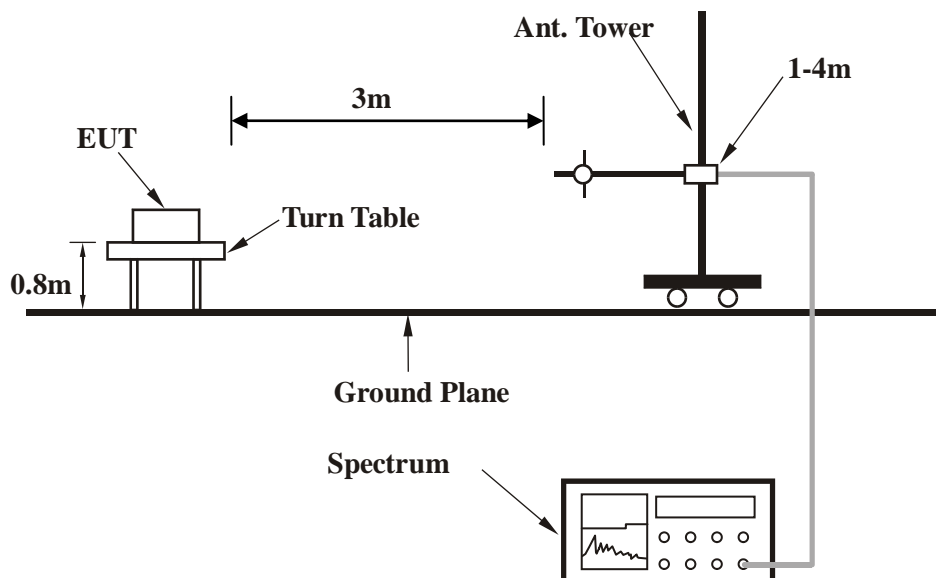 Ant. Tower
1-4m
3m
EUT
Turn Table
0.8m
Ground Plane
Spectrum